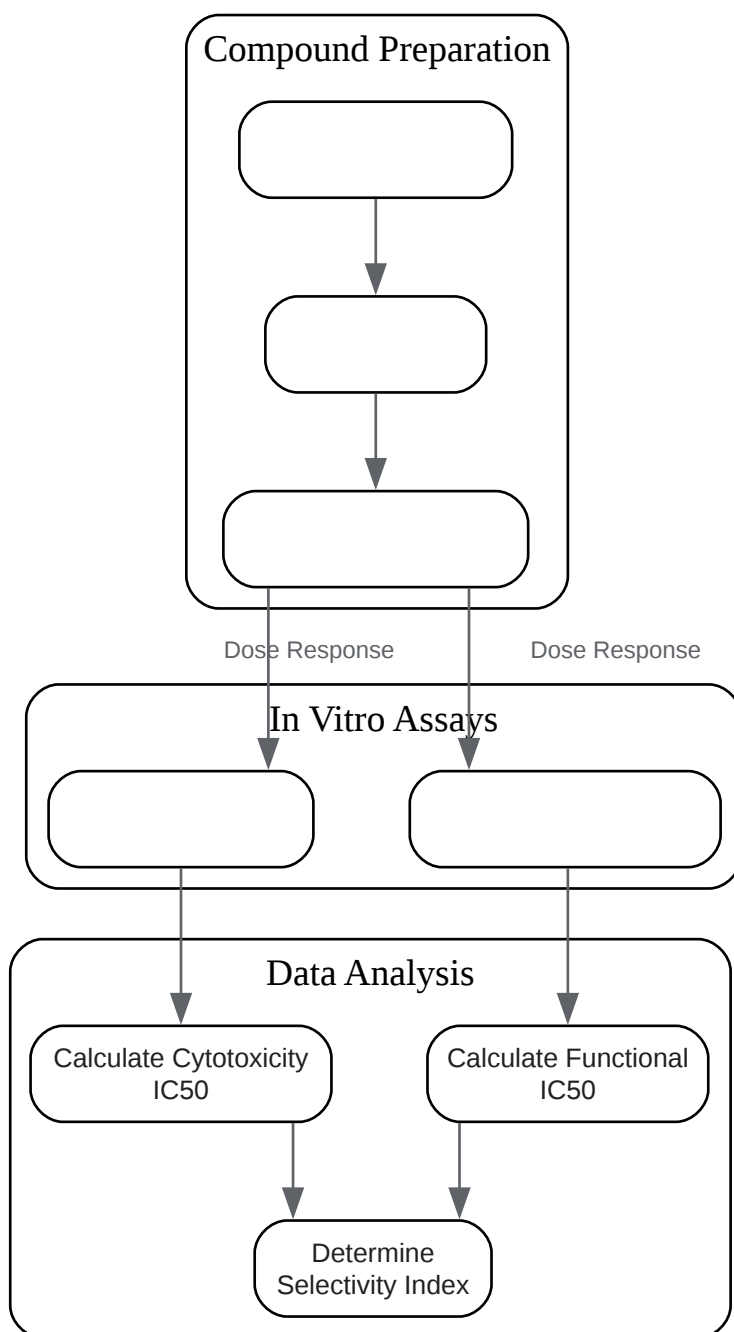 Compound Preparation
Dose Response
Dose Response
In Vitro Assays
Data Analysis
Calculate Cytotoxicity
IC50
Calculate Functional
IC50
Determine
Selectivity Index